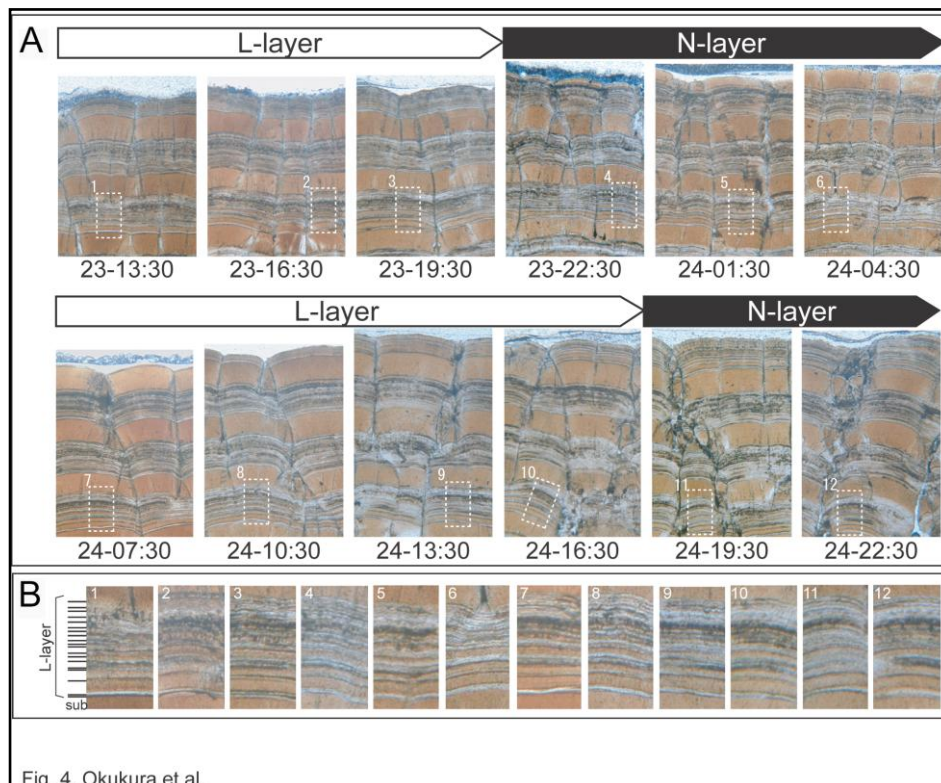 A
L-layer N-layer
1 2 3 4 5 6
23-13:30 23-16:30 23-19:30 23-22:30 24-01:30 24-04:30
L-layer N-layer
7 8 9 10 11 12
24-07:30 24-10:30 24-13:30 24-16:30 24-19:30 24-22:30
B
1 2 3 4 5 6 7 8 9 10 11 12
L-layer
sub
Fig. 4 Okukura et al